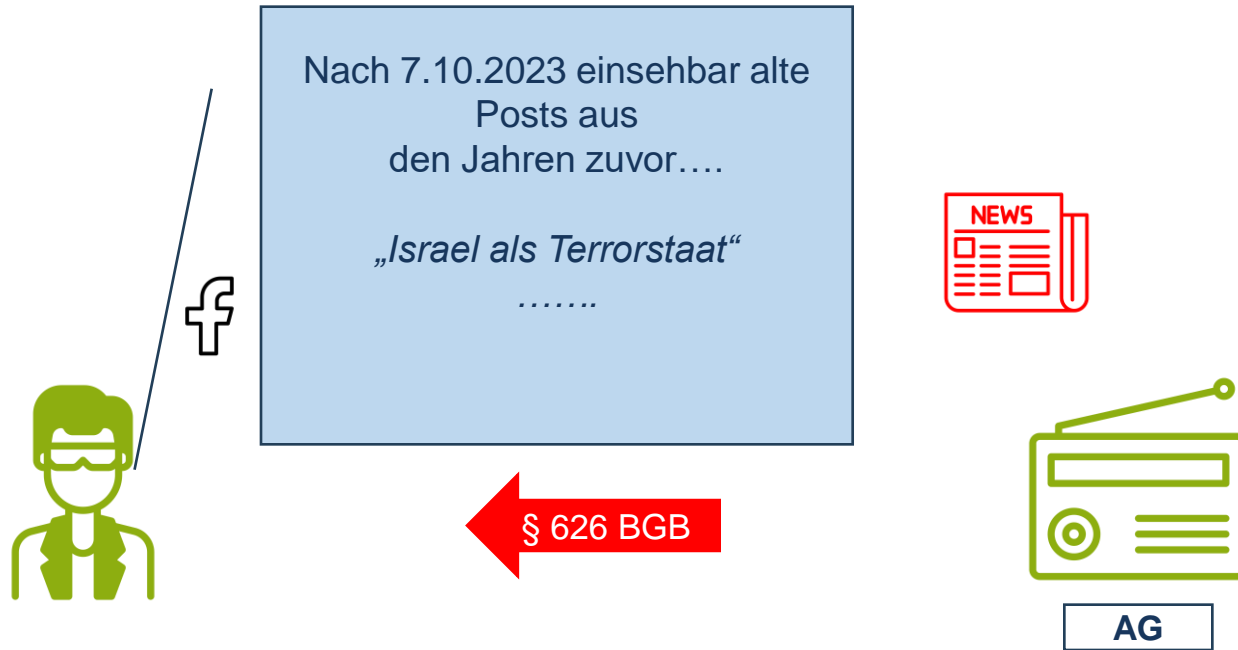 Nach 7.10.2023 einsehbar alte
Posts aus
den Jahren zuvor….
„Israel als Terrorstaat“
…….
NEWS
f
§ 626 BGB
AG